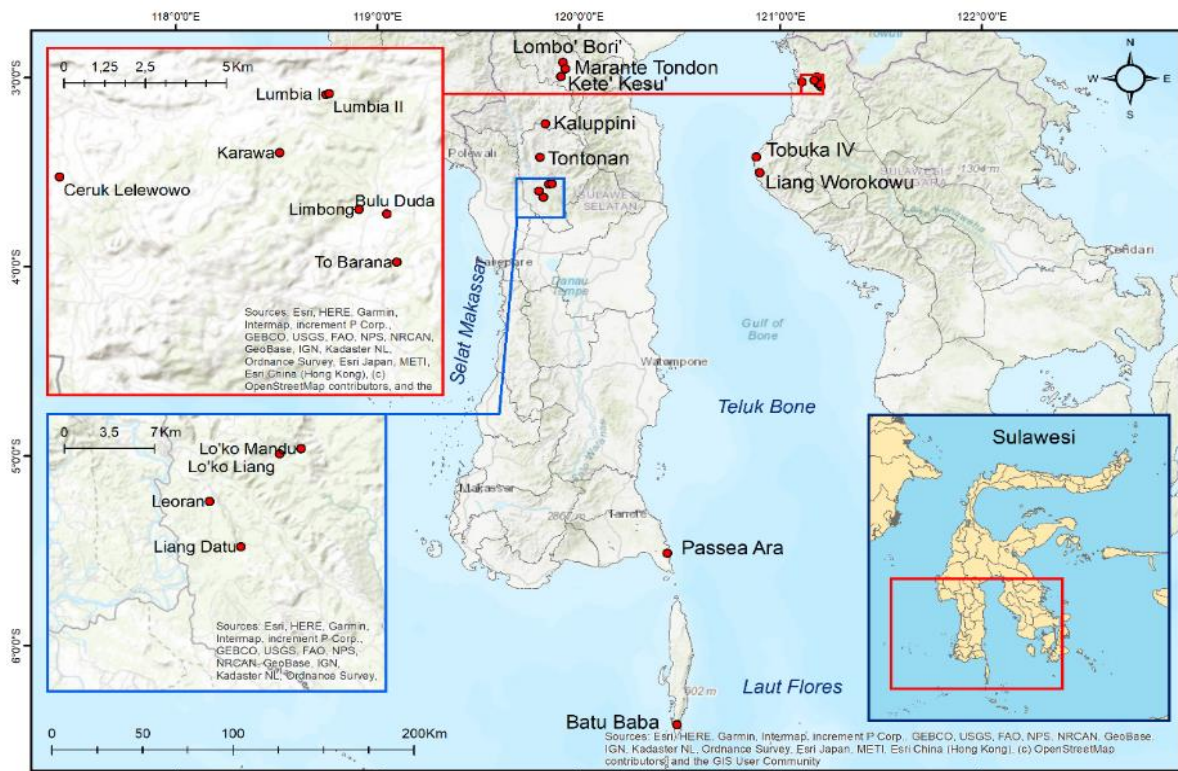 118°0'0"E
119°0'0"E
120°0'0"E
121°0'0"E
122°0'0"E
3°0'0"S
4°0'0"S
5°0'0"S
6°0'0"S
0 1,25 2,5 5 Km
Lumbia I
Lumbia II
Karawa
Ceruk Lelewowo
Limbong
Bulu Duda
To Barana
Sources: Esri, HERE, Garmin,
Intermap, increment P Corp.,
GEBCO, USGS, FAO, NPS, NRCAN,
GeoBase, IGN, Kadaster NL,
Ordnance Survey, Esri Japan, METI,
Esri China (Hong Kong), (c)
OpenStreetMap contributors, and the
Lombo' Bori'
Marante Tondon
Kete' Kesu'
Kaluppini
Polewali
Tontonan
SULAWESI
SELATAN
Tobuka IV
Liang Worokowu
SULAWESI
1304 m
Kendari
N
W E
S
Selat Makassar
Danau
Tempe
Gulf of
Bone
Watampone
Teluk Bone
0 3,5 7 Km
Lo'ko Mandu
Lo'ko Liang
Leoran
Liang Datu
Sources: Esri, HERE, Garmin,
Intermap, increment P Corp.,
GEBCO, USGS, FAO, NPS,
NRCAN, GeoBase, IGN,
Kadaster NL, Ordnance Survey,
Makassar
Passea Ara
Sulawesi
Laut Flores
Batu Baba
0 50 100 200 Km
Sources: Esri, HERE, Garmin, Intermap, increment P Corp., GEBCO, USGS, FAO, NPS, NRCAN, GeoBase,
IGN, Kadaster NL, Ordnance Survey, Esri Japan, METI, Esri China (Hong Kong), (c) OpenStreetMap
contributors, and the GIS User Community